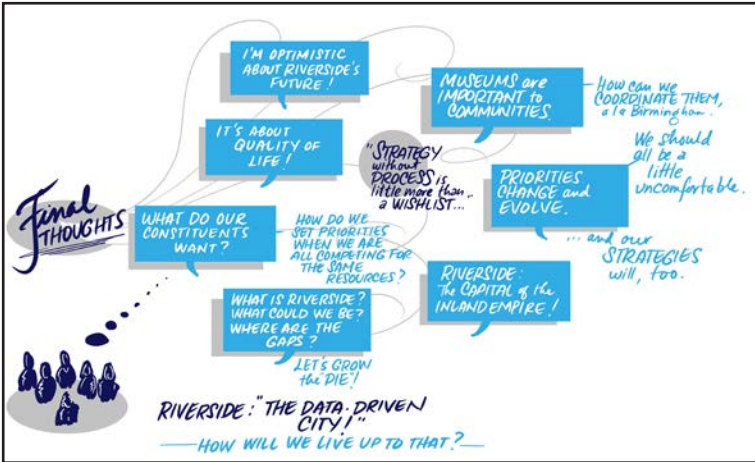 Final
THOUGHTS
I'M OPTIMISTIC
ABOUT RIVERSIDE'S
FUTURE!
IT'S ABOUT
QUALITY OF
LIFE!
WHAT DO OUR
CONSTITUENTS
WANT?
HOW DO WE
SET PRIORITIES
WHEN WE ARE
ALL COMPETING FOR
THE SAME
RESOURCES?
WHAT IS RIVERSIDE?
WHAT COULD WE BE?
WHERE ARE THE
GAPS?
LET'S GROW
the "PIE"!
"STRATEGY
without
PROCESS is
little more than
a WISHLIST..."
MUSEUMS are
IMPORTANT to
COMMUNITIES.
HOW can we
COORDINATE THEM,
a la Birmingham.
PRIORITIES
CHANGE and
EVOLVE.
We should
all be a
little
uncomfortable.
...and our
STRATEGIES
will, too.
RIVERSIDE:
The CAPITAL of the
INLAND EMPIRE!
RIVERSIDE: "THE DATA-DRIVEN
CITY!"
HOW WILL WE LIVE UP TO THAT?